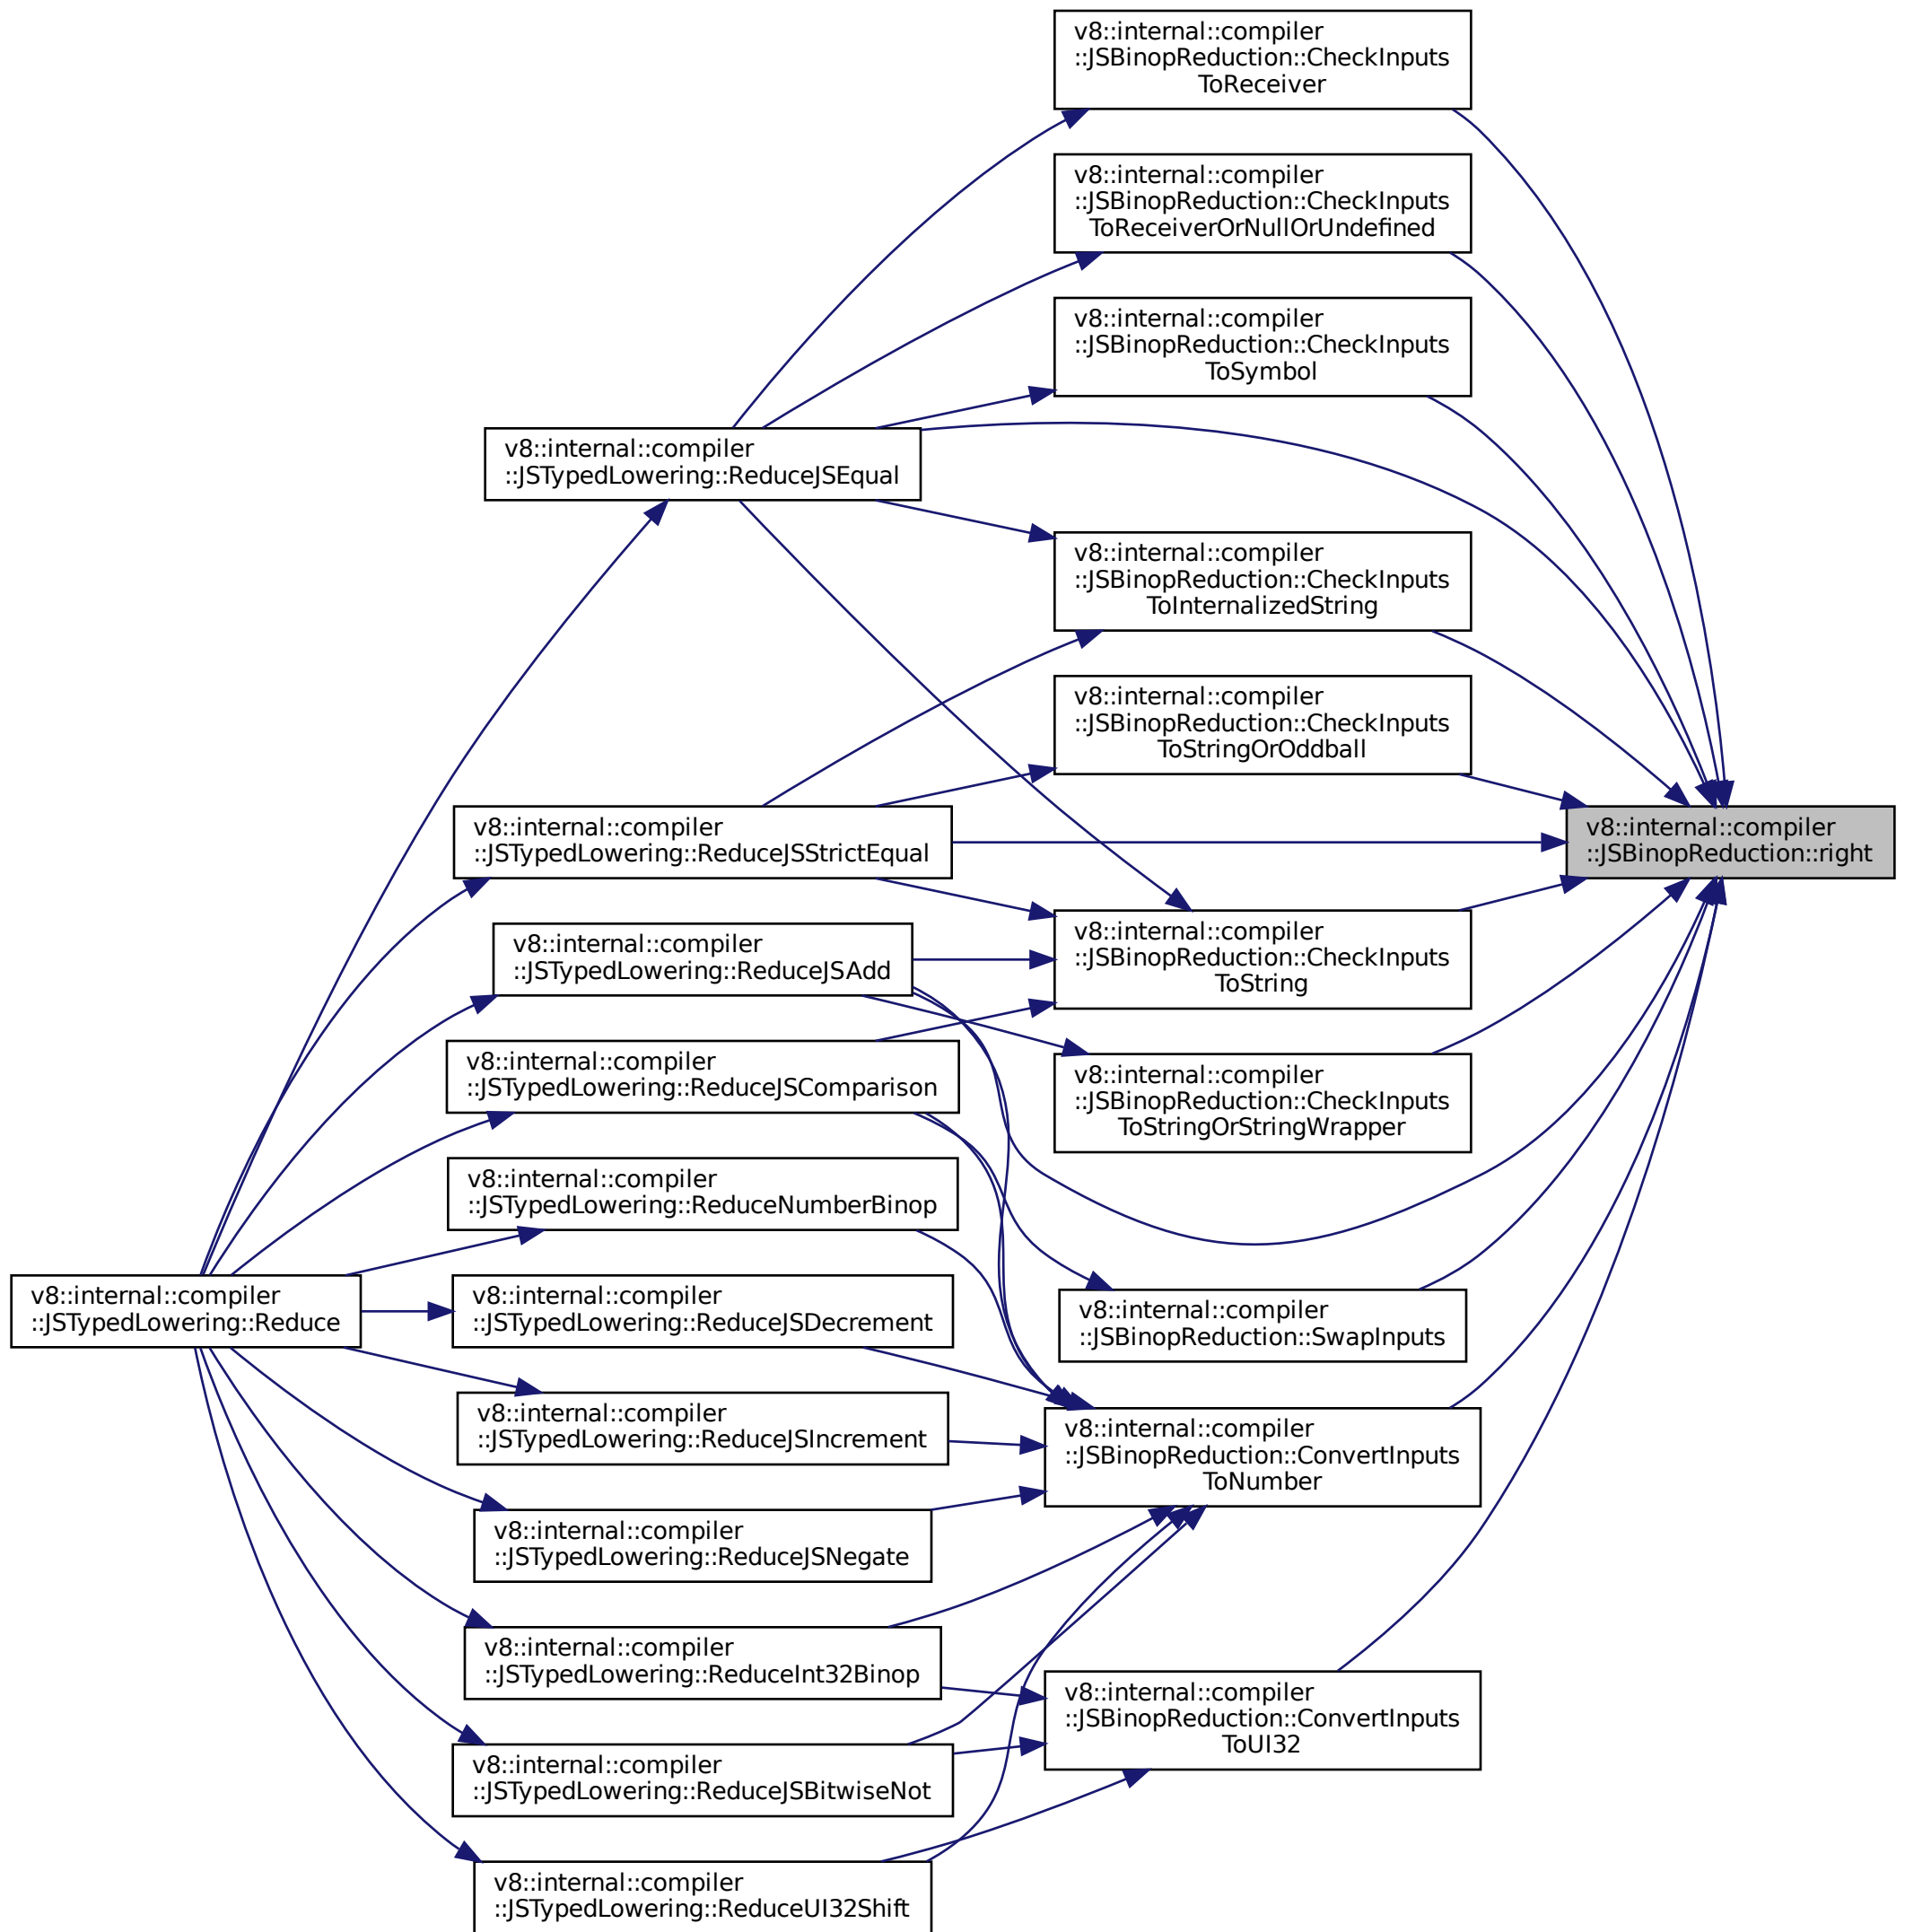 v8::internal::compiler
::JSBinopReduction::CheckInputs
ToReceiver
v8::internal::compiler
::JSBinopReduction::CheckInputs
ToReceiverOrNullOrUndefined
v8::internal::compiler
::JSBinopReduction::CheckInputs
ToSymbol
v8::internal::compiler
::JSTypedLowering::ReduceJSEqual
v8::internal::compiler
::JSBinopReduction::CheckInputs
ToInternalizedString
v8::internal::compiler
::JSBinopReduction::CheckInputs
ToStringOrOddball
v8::internal::compiler
::JSTypedLowering::ReduceJSStrictEqual
v8::internal::compiler
::JSBinopReduction::right
v8::internal::compiler
::JSTypedLowering::ReduceJSAdd
v8::internal::compiler
::JSBinopReduction::CheckInputs
ToString
v8::internal::compiler
::JSTypedLowering::ReduceJSComparison
v8::internal::compiler
::JSBinopReduction::CheckInputs
ToStringOrStringWrapper
v8::internal::compiler
::JSTypedLowering::ReduceNumberBinop
v8::internal::compiler
::JSTypedLowering::Reduce
v8::internal::compiler
::JSTypedLowering::ReduceJSDecrement
v8::internal::compiler
::JSBinopReduction::SwapInputs
v8::internal::compiler
::JSTypedLowering::ReduceJSIncrement
v8::internal::compiler
::JSBinopReduction::ConvertInputs
ToNumber
v8::internal::compiler
::JSTypedLowering::ReduceJSNegate
v8::internal::compiler
::JSTypedLowering::ReduceInt32Binop
v8::internal::compiler
::JSBinopReduction::ConvertInputs
ToUI32
v8::internal::compiler
::JSTypedLowering::ReduceJSBitwiseNot
v8::internal::compiler
::JSTypedLowering::ReduceUI32Shift